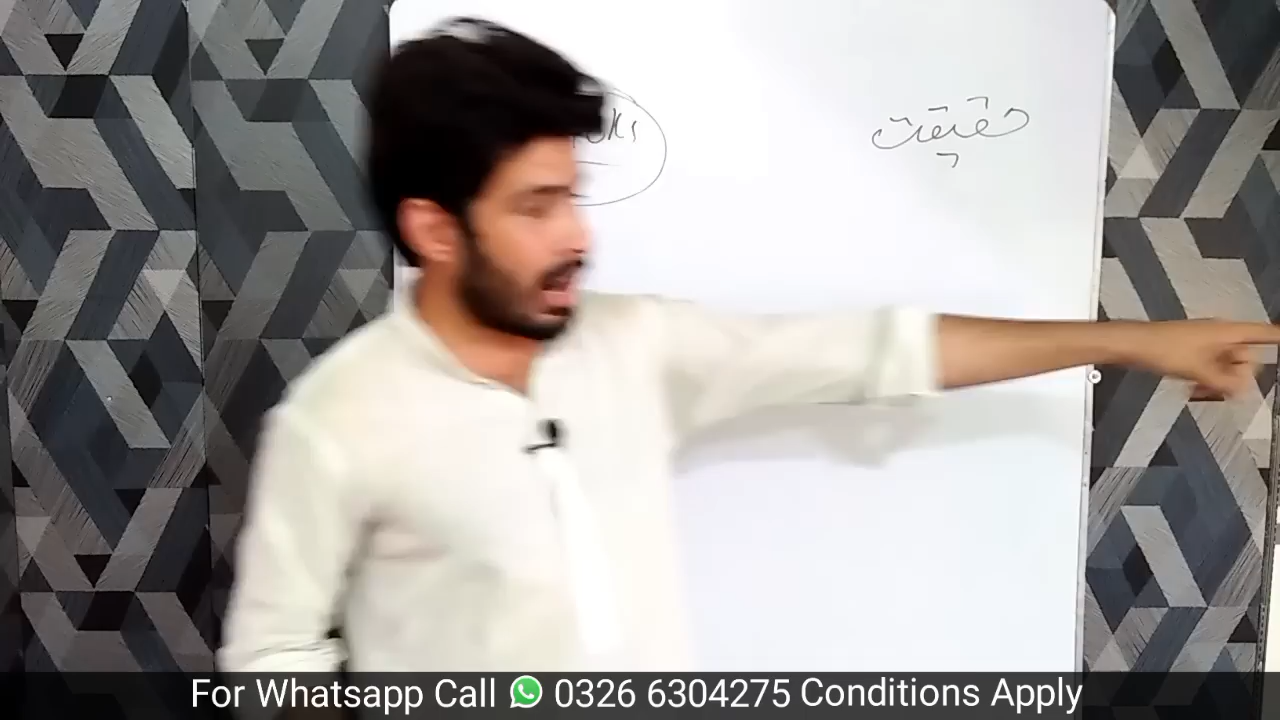 حقیقت
For Whatsapp Call 0326 6304275 Conditions Apply